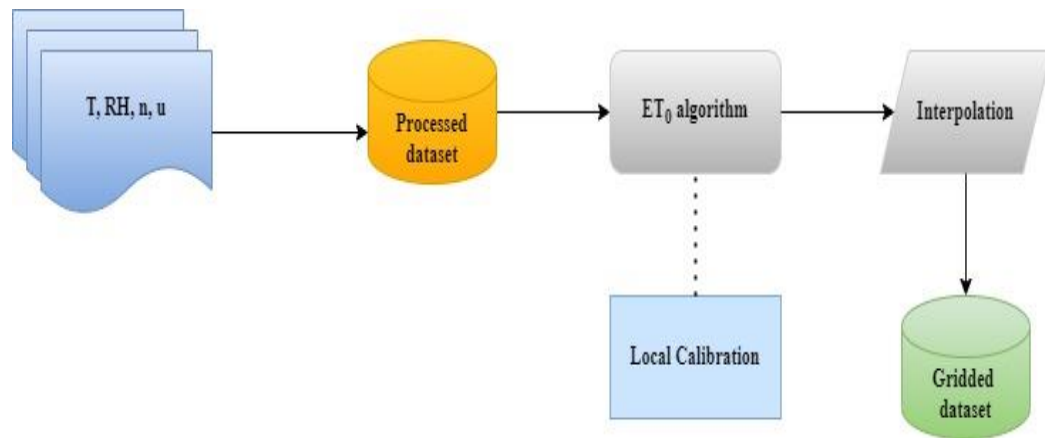 T, RH, n, u
Processed
dataset
ET₀ algorithm
Interpolation
Local Calibration
Gridded
dataset